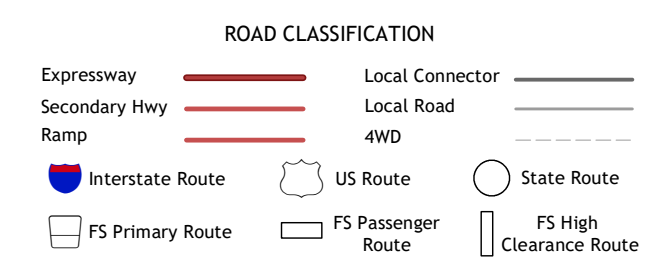 ROAD CLASSIFICATION
Expressway
Local Connector
Secondary Hwy
Local Road
Ramp
4WD
Interstate Route
US Route
State Route
FS Primary Route
FS Passenger
Route
FS High
Clearance Route